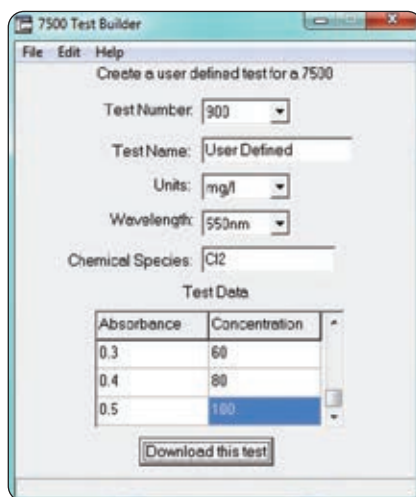 7500 Test Builder
File Edit Help
Create a user defined test for a 7500
Test Number: 900
Test Name: User Defined
Units: mg/l
Wavelength: 550nm
Chemical Species: Cl2
Test Data
Absorbance Concentration
0.3 60
0.4 80
0.5 100
Download this test